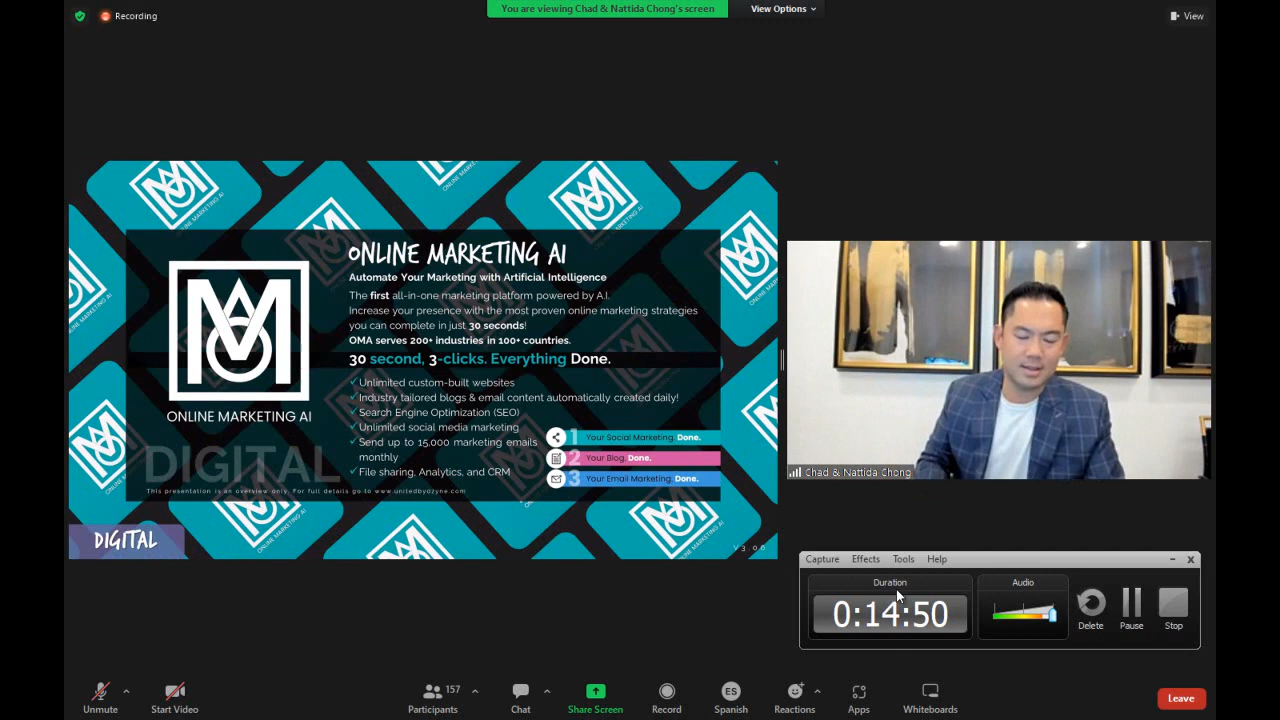 Recording
You are viewing Chad & Nattida Chong's screen
View Options
View
ONLINE MARKETING AI
Automate Your Marketing with Artificial Intelligence
The first all-in-one marketing platform powered by A.I.
Increase your presence with the most proven online marketing strategies
you can complete in just 30 seconds!
OMA serves 200+ industries in 100+ countries.
30 second, 3-clicks. Everything Done.
✓Unlimited custom-built websites
✓Industry tailored blogs & email content automatically created daily!
✓Search Engine Optimization (SEO)
✓Unlimited social media marketing
✓Send up to 15,000 marketing emails
monthly
✓File sharing, Analytics, and CRM
1 Your Social Marketing. Done.
2 Your Blog. Done.
3 Your Email Marketing. Done.
ONLINE MARKETING AI
DIGITAL
This presentation is an overview only. For full details go to www.unitedbydzyne.com
DIGITAL
V3.00
Chad & Nattida Chong
Capture Effects Tools Help
Duration
0:14:50
Audio
Delete
Pause
Stop
Unmute
Start Video
157
Participants
Chat
Share Screen
Record
ES
Spanish
Reactions
Apps
Whiteboards
Leave